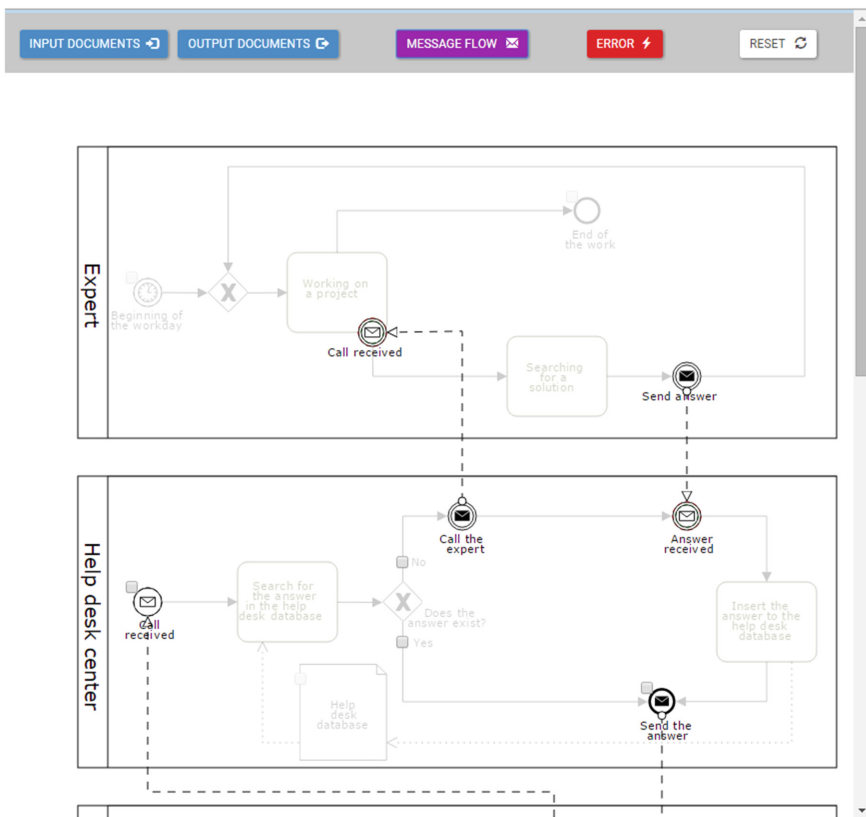 INPUT DOCUMENTS
OUTPUT DOCUMENTS
MESSAGE FLOW
ERROR
RESET
Expert
End of
the work
Working on
a project
Beginning of
the workday
X
Call received
Searching
for a
solution
Send answer
Help desk center
Call the
expert
Answer
received
No
Search for
the answer
in the help
desk database
X
Does the
answer exist?
Call
received
Insert the
answer to the
help desk
database
Yes
Help
desk
database
Send the
answer